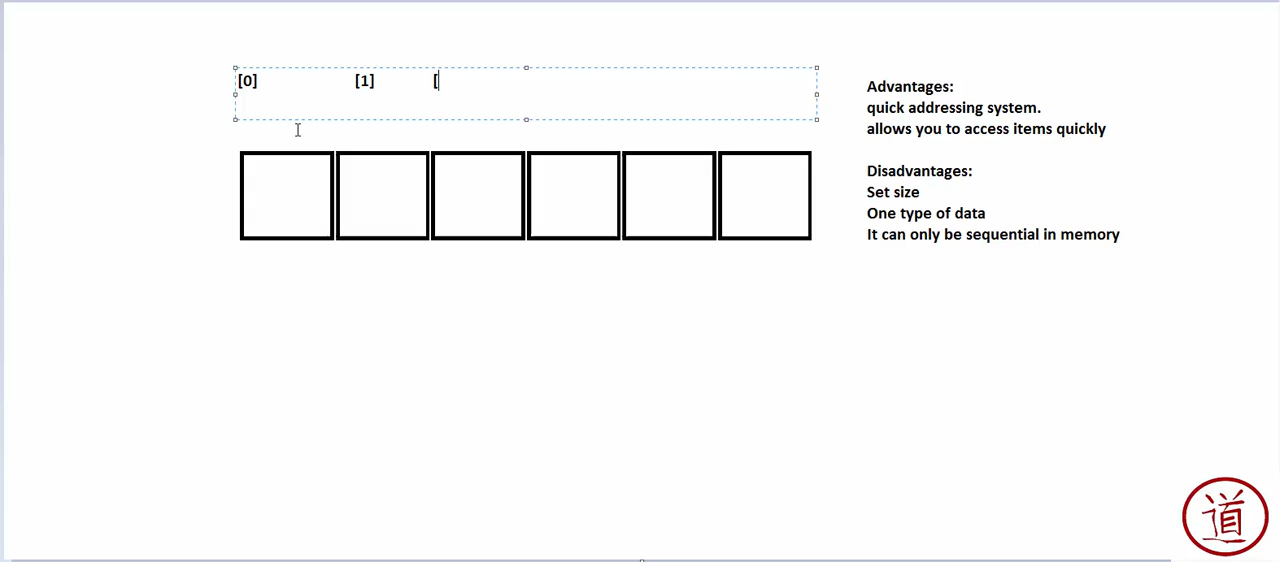 [0] [1] [
Advantages:
quick addressing system.
allows you to access items quickly
Disadvantages:
Set size
One type of data
It can only be sequential in memory
道